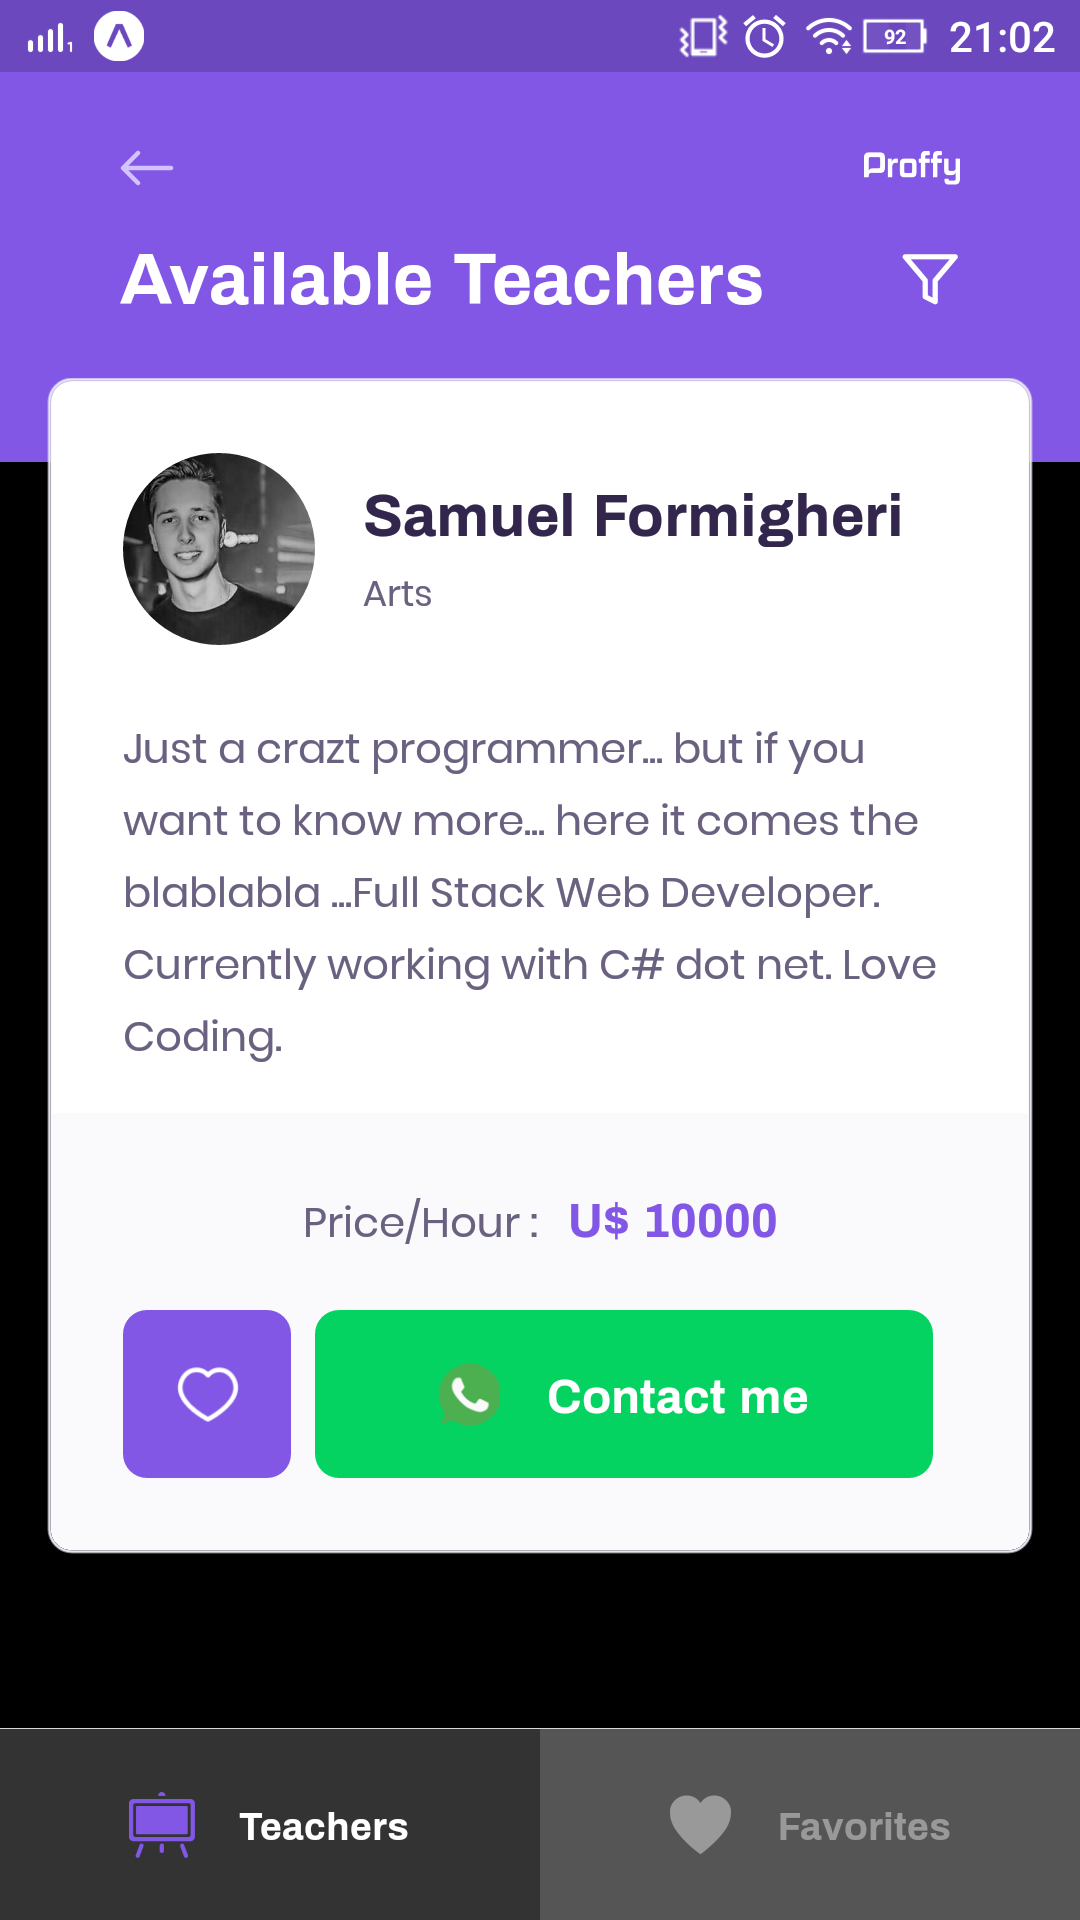 92 21:02
Proffy
Available Teachers
Samuel Formigheri
Arts
Just a crazt programmer... but if you
want to know more... here it comes the
blablabla ...Full Stack Web Developer.
Currently working with C# dot net. Love
Coding.
Price/Hour : U$ 10000
Contact me
Teachers
Favorites